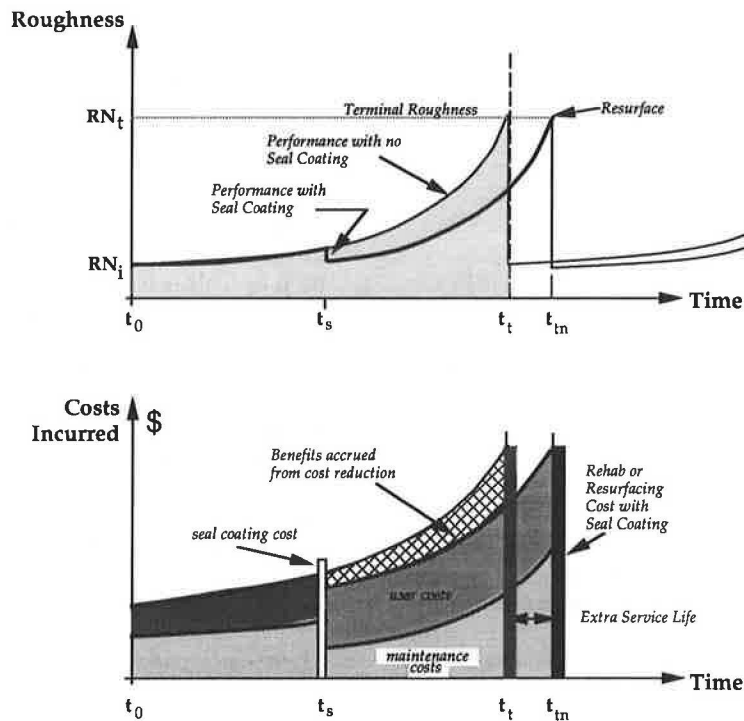 Roughness
RNt
Terminal Roughness
Resurface
Performance with no
Seal Coating
Performance with
Seal Coating
RNi
Time
t0
ts
tt
ttn
Costs
Incurred
$
Benefits accrued
from cost reduction
Rehab or
Resurfacing
Cost with
Seal Coating
seal coating cost
user costs
Extra Service Life
maintenance
costs
Time
t0
ts
tt
ttn